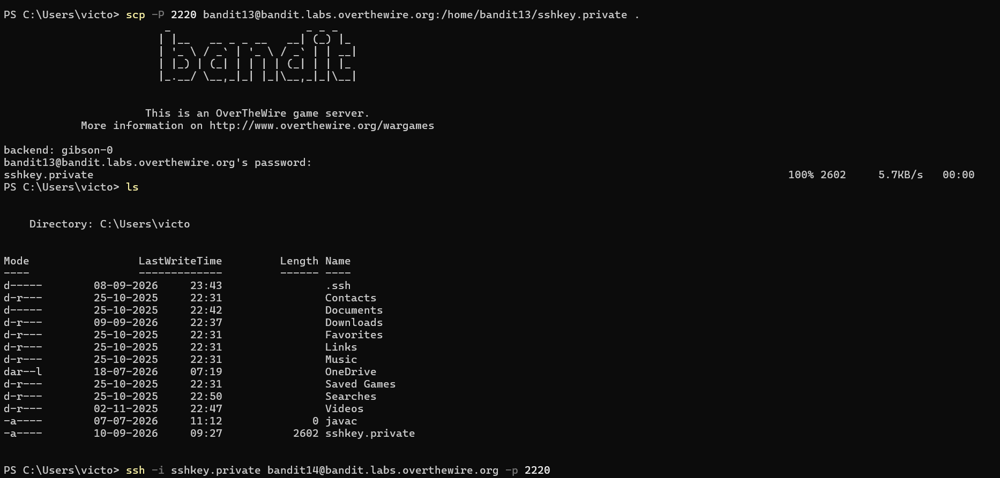 PS C:\Users\victo> scp -P 2220 bandit13@bandit.labs.overthewire.org:/home/bandit13/sshkey.private .
                         _                     _ _ _
                        | |__   __ _ _ __   __| (_) |_
                        | '_ \ / _` | '_ \ / _` | | __|
                        | |_) | (_| | | | | (_| | | |_
                        |_.__/ \__,_|_| |_|\__,_|_|\__|
                      This is an OverTheWire game server.
            More information on http://www.overthewire.org/wargames
backend: gibson-0
bandit13@bandit.labs.overthewire.org's password:
sshkey.private                                                                100% 2602     5.7KB/s   00:00
PS C:\Users\victo> ls
    Directory: C:\Users\victo
Mode                 LastWriteTime         Length Name
----                 -------------         ------ ----
d-----        08-09-2026     23:43                .ssh
d-r---        25-10-2025     22:31                Contacts
d-----        25-10-2025     22:42                Documents
d-r---        09-09-2026     22:37                Downloads
d-r---        25-10-2025     22:31                Favorites
d-r---        25-10-2025     22:31                Links
d-r---        25-10-2025     22:31                Music
dar--l        18-07-2026     07:19                OneDrive
d-r---        25-10-2025     22:31                Saved Games
d-r---        25-10-2025     22:50                Searches
d-r---        02-11-2025     22:47                Videos
-a----        07-07-2026     11:12              0 javac
-a----        10-09-2026     09:27           2602 sshkey.private
PS C:\Users\victo> ssh -i sshkey.private bandit14@bandit.labs.overthewire.org -p 2220